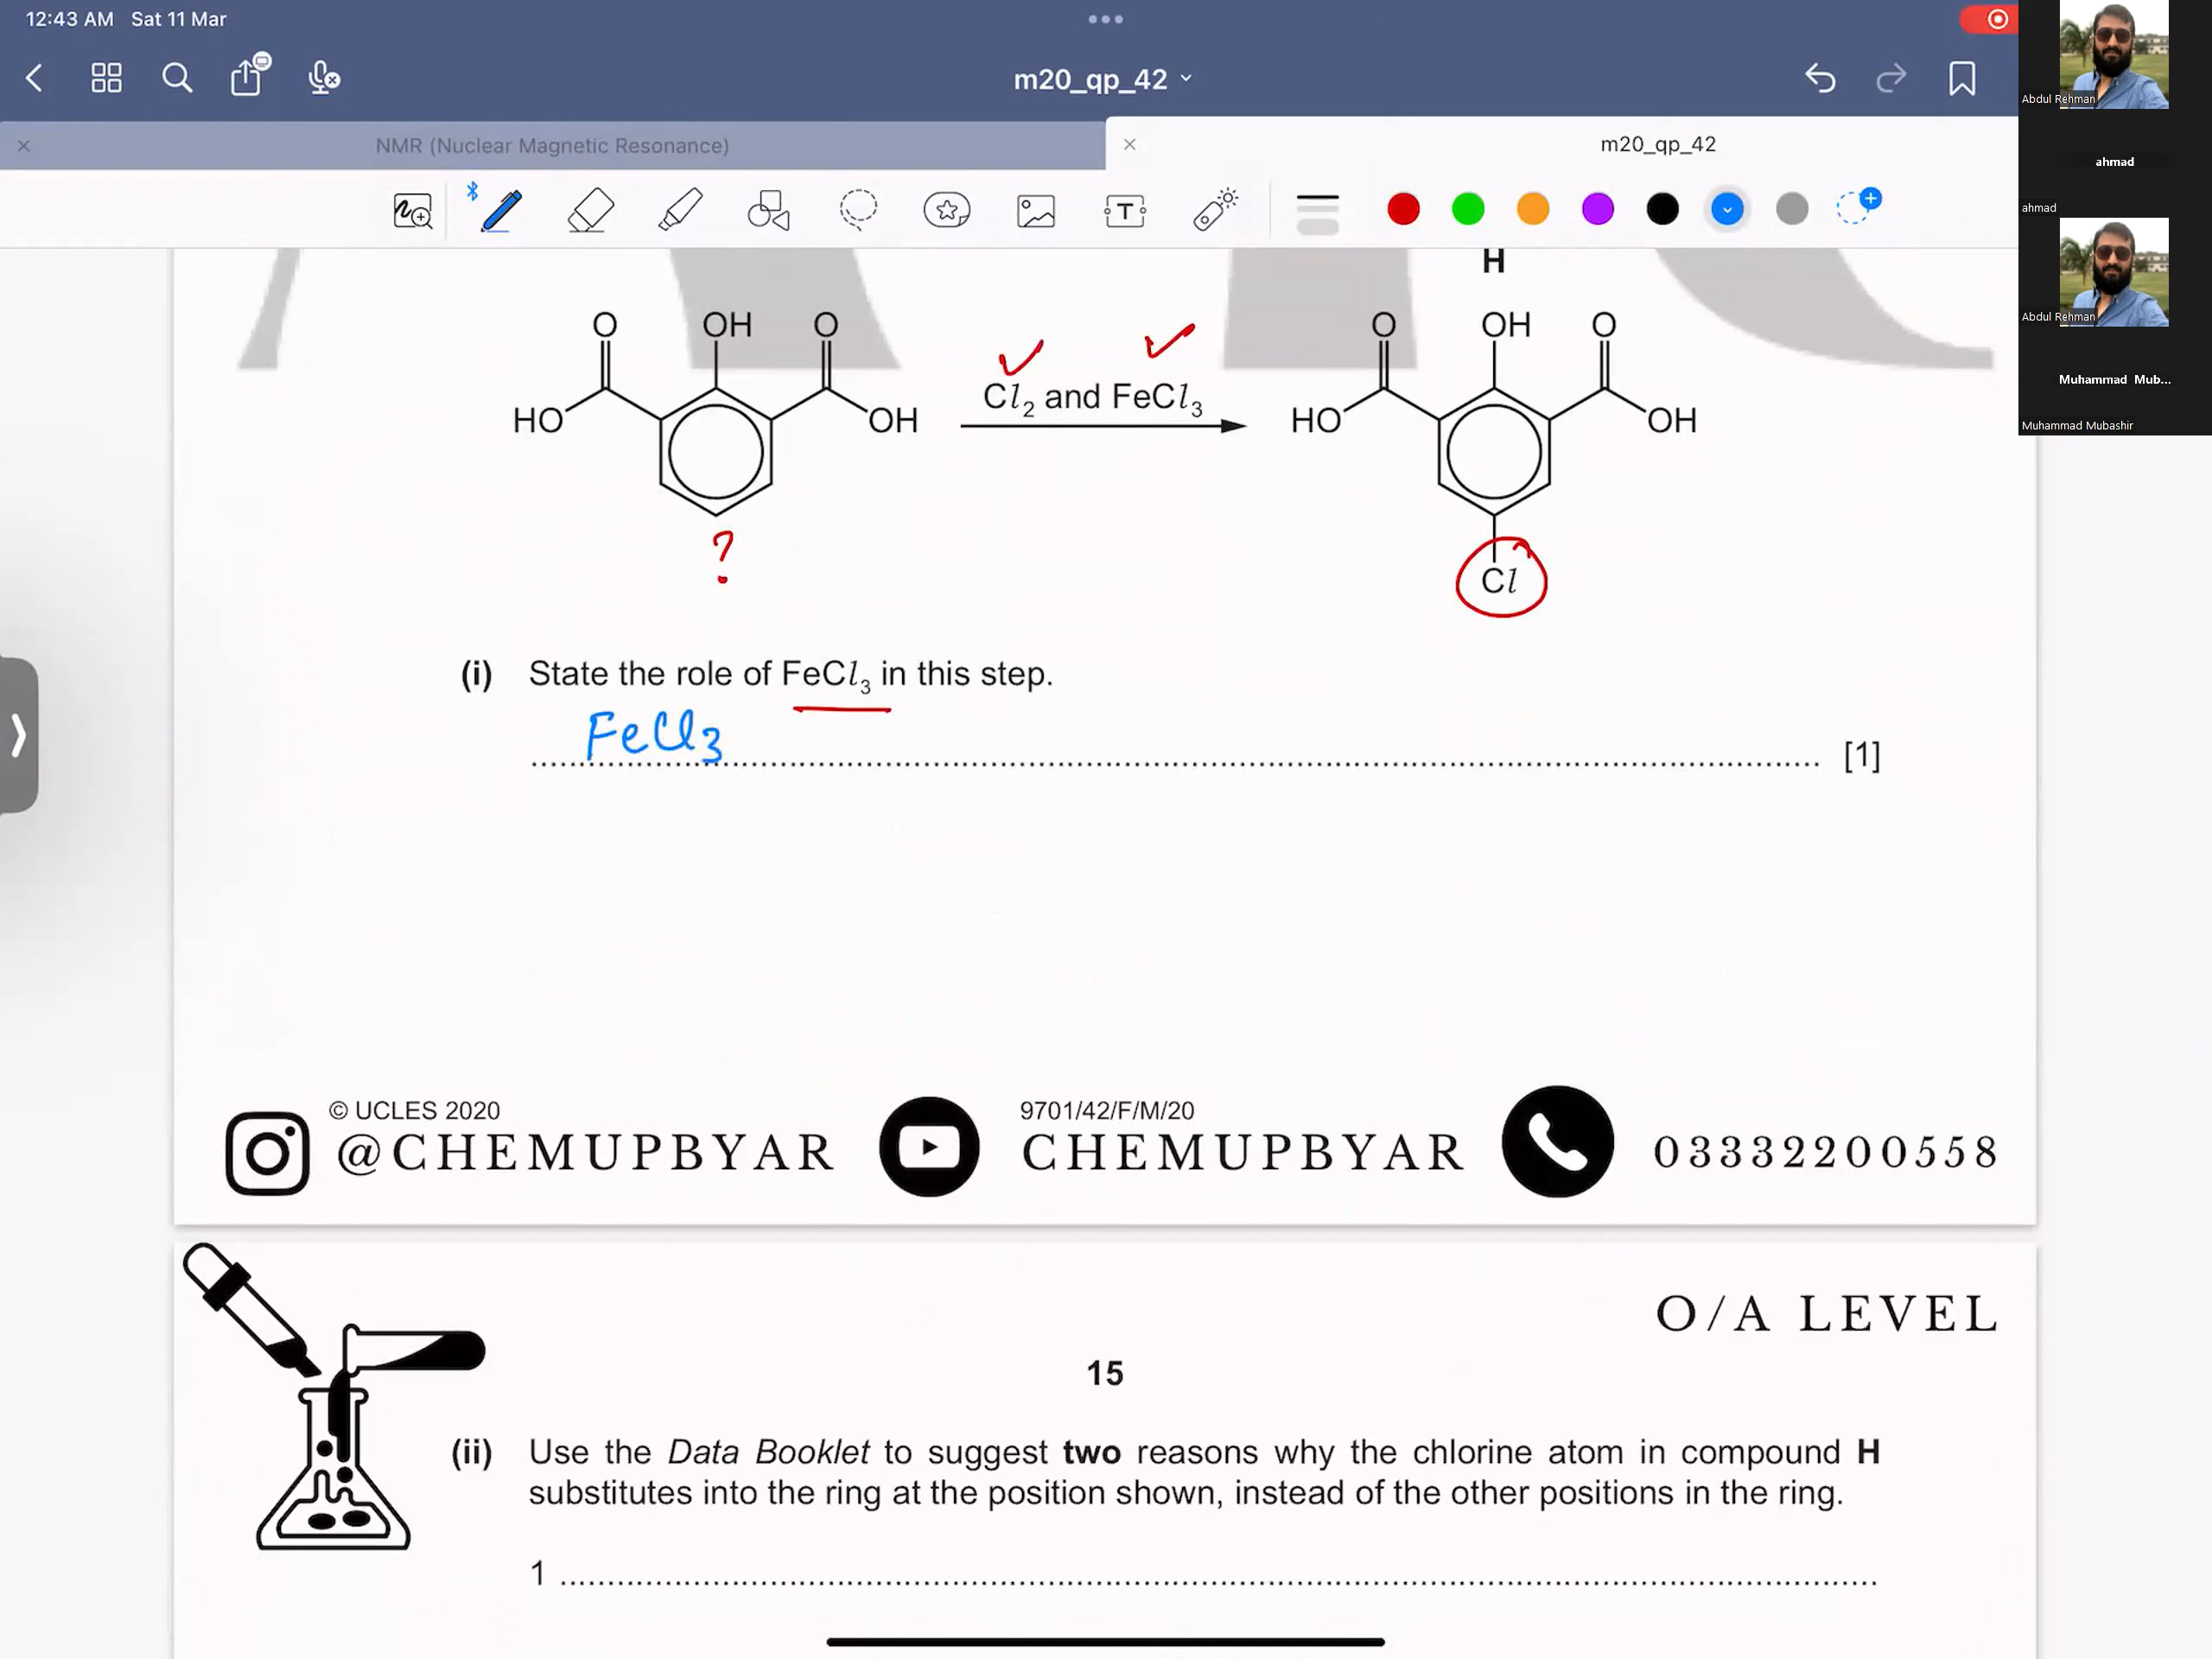 12:43 AM Sat 11 Mar
m20_qp_42
NMR (Nuclear Magnetic Resonance)
m20_qp_42
T
Abdul Rehman
ahmad
ahmad
Abdul Rehman
Muhammad Mub...
Muhammad Mubashir
H
O OH O
HO OH
Cl2 and FeCl3
O OH O
HO OH
?
Cl
(i) State the role of FeCl3 in this step.
FeCl3
[1]
© UCLES 2020
9701/42/F/M/20
@CHEMUPBYAR
CHEMUPBYAR
03332200558
O/A LEVEL
15
(ii) Use the Data Booklet to suggest two reasons why the chlorine atom in compound H
substitutes into the ring at the position shown, instead of the other positions in the ring.
1